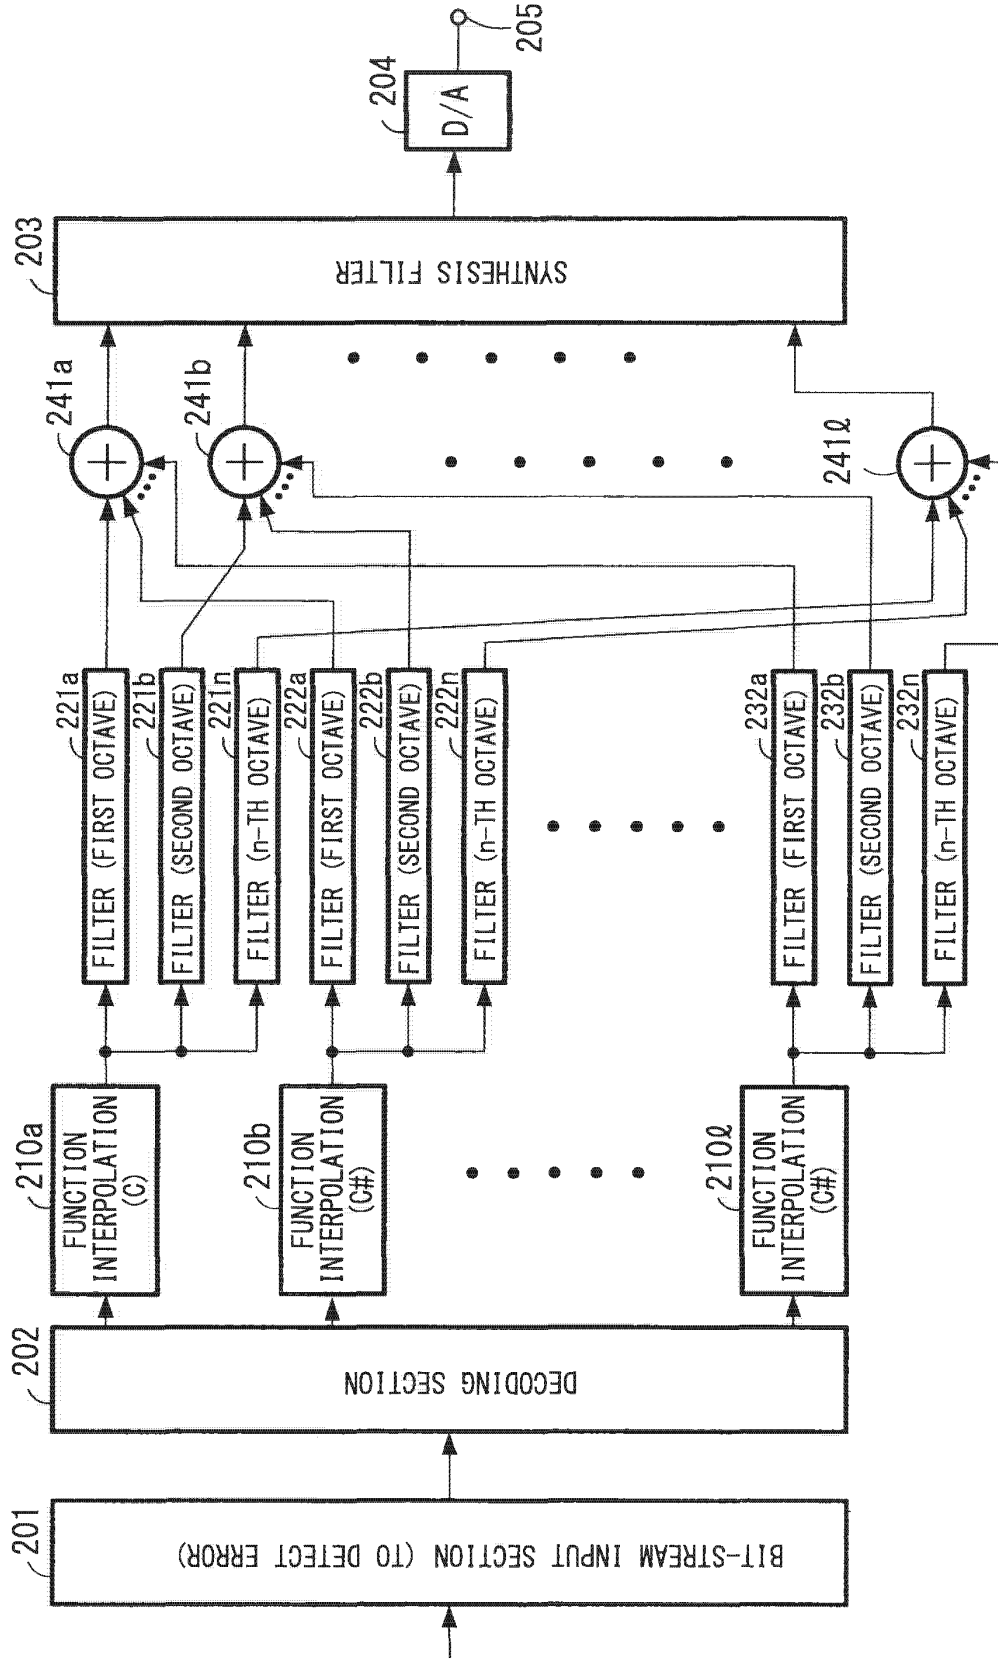 201
BIT-STREAM INPUT SECTION (TO DETECT ERROR)
202
DECODING SECTION
210a
FUNCTION
INTERPOLATION
(C)
210b
FUNCTION
INTERPOLATION
(C#)
210ℓ
FUNCTION
INTERPOLATION
(C#)
221a
FILTER (FIRST OCTAVE)
221b
FILTER (SECOND OCTAVE)
221n
FILTER (n-TH OCTAVE)
222a
FILTER (FIRST OCTAVE)
222b
FILTER (SECOND OCTAVE)
222n
FILTER (n-TH OCTAVE)
232a
FILTER (FIRST OCTAVE)
232b
FILTER (SECOND OCTAVE)
232n
FILTER (n-TH OCTAVE)
241a
+
241b
+
241ℓ
+
203
SYNTHESIS FILTER
204
D/A
205